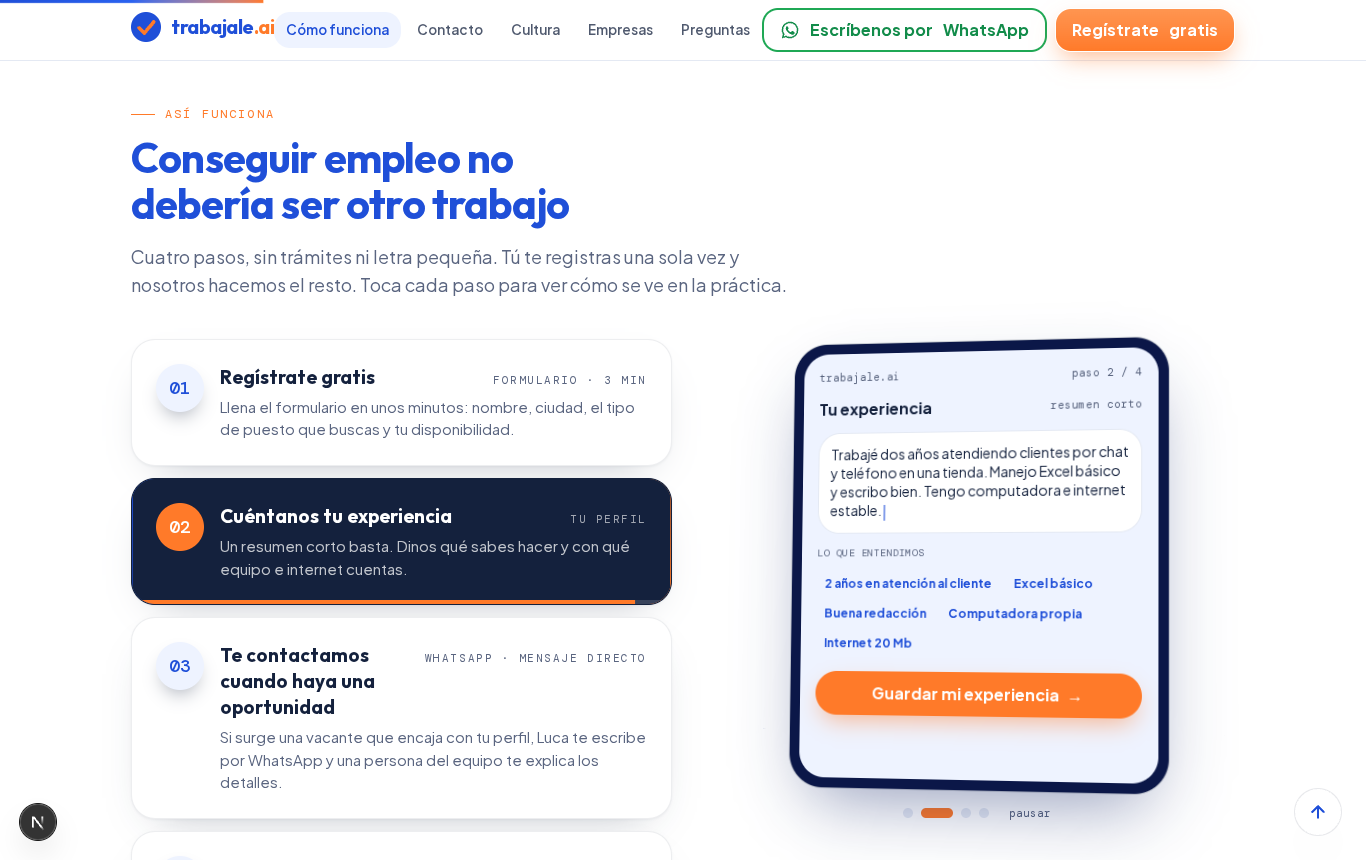 trabajale.ai
Cómo funciona
Contacto
Cultura
Empresas
Preguntas
Escríbenos por WhatsApp
Regístrate gratis
ASÍ FUNCIONA
Conseguir empleo no
debería ser otro trabajo
Cuatro pasos, sin trámites ni letra pequeña. Tú te registras una sola vez y
nosotros hacemos el resto. Toca cada paso para ver cómo se ve en la práctica.
01
Regístrate gratis
FORMULARIO · 3 MIN
Llena el formulario en unos minutos: nombre, ciudad, el tipo
de puesto que buscas y tu disponibilidad.
02
Cuéntanos tu experiencia
TU PERFIL
Un resumen corto basta. Dinos qué sabes hacer y con qué
equipo e internet cuentas.
03
Te contactamos
cuando haya una
oportunidad
WHATSAPP · MENSAJE DIRECTO
Si surge una vacante que encaja con tu perfil, Luca te escribe
por WhatsApp y una persona del equipo te explica los
detalles.
trabajale.ai
paso 2 / 4
Tu experiencia
resumen corto
Trabajé dos años atendiendo clientes por chat
y teléfono en una tienda. Manejo Excel básico
y escribo bien. Tengo computadora e internet
estable.
LO QUE ENTENDIMOS
2 años en atención al cliente
Excel básico
Buena redacción
Computadora propia
Internet 20 Mb
Guardar mi experiencia →
pausar
N